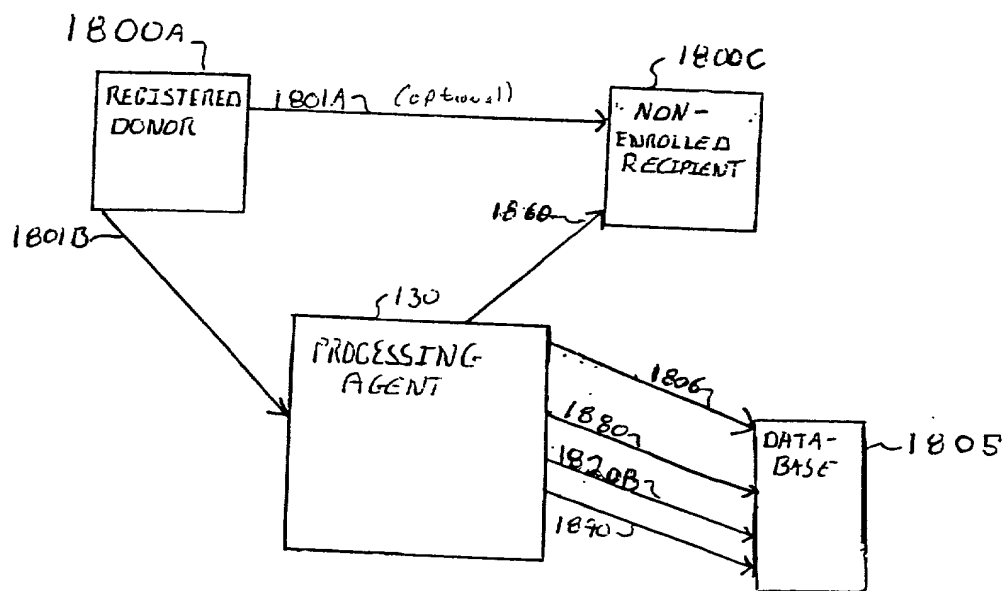 1800A
1800C
REGISTERED
DONOR
1801A
(optional)
NON-
ENROLLED
RECIPIENT
1860
1801B
130
PROCESSING
AGENT
1806
1880
1820B
1890
DATA-
BASE
1805